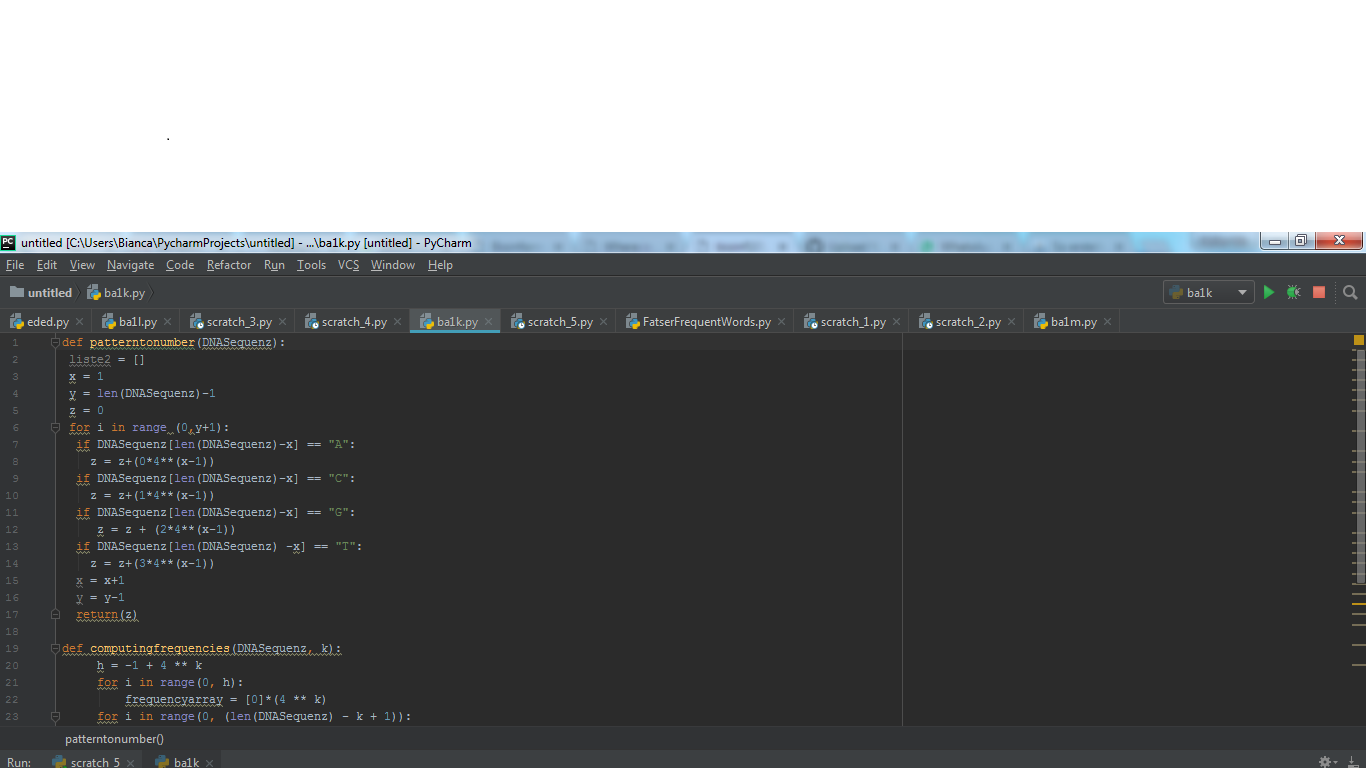 untitled [C:\Users\Bianca\PycharmProjects\untitled] - ...\ba1k.py [untitled] - PyCharm
File Edit View Navigate Code Refactor Run Tools VCS Window Help
untitled ba1k.py ba1k
eded.py ba1l.py scratch_3.py scratch_4.py ba1k.py scratch_5.py FatserFrequentWords.py scratch_1.py scratch_2.py ba1m.py
1 def patterntonumber(DNASequenz):
2 liste2 = []
3 x = 1
4 y = len(DNASequenz)-1
5 z = 0
6 for i in range (0,y+1):
7 if DNASequenz[len(DNASequenz)-x] == "A":
8 z = z+(0*4**(x-1))
9 if DNASequenz[len(DNASequenz)-x] == "C":
10 z = z+(1*4**(x-1))
11 if DNASequenz[len(DNASequenz)-x] == "G":
12 z = z + (2*4**(x-1))
13 if DNASequenz[len(DNASequenz) -x] == "T":
14 z = z+(3*4**(x-1))
15 x = x+1
16 y = y-1
17 return(z)
18
19 def computingfrequencies(DNASequenz, k):
20 h = -1 + 4 ** k
21 for i in range(0, h):
22 frequencyarray = [0]*(4 ** k)
23 for i in range(0, (len(DNASequenz) - k + 1)):
patterntonumber()
Run: scratch_5 ba1k